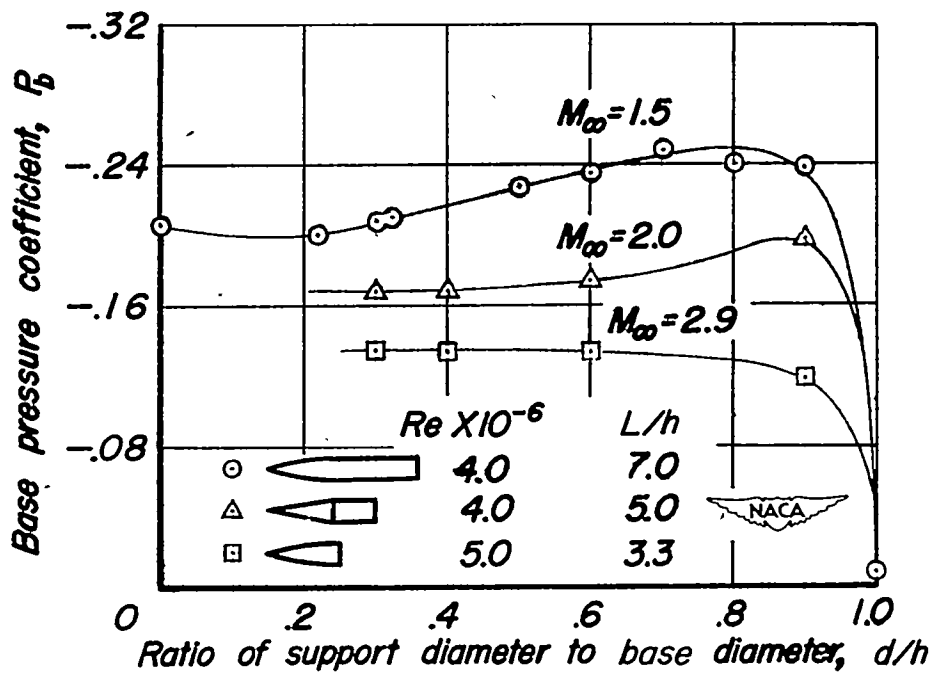 Base pressure coefficient, P_b
-.32
-.24
-.16
-.08
0
M∞=1.5
M∞=2.0
M∞=2.9
Re X10⁻⁶ L/h
4.0 7.0
4.0 5.0
5.0 3.3
NACA
.2 .4 .6 .8 1.0
Ratio of support diameter to base diameter, d/h